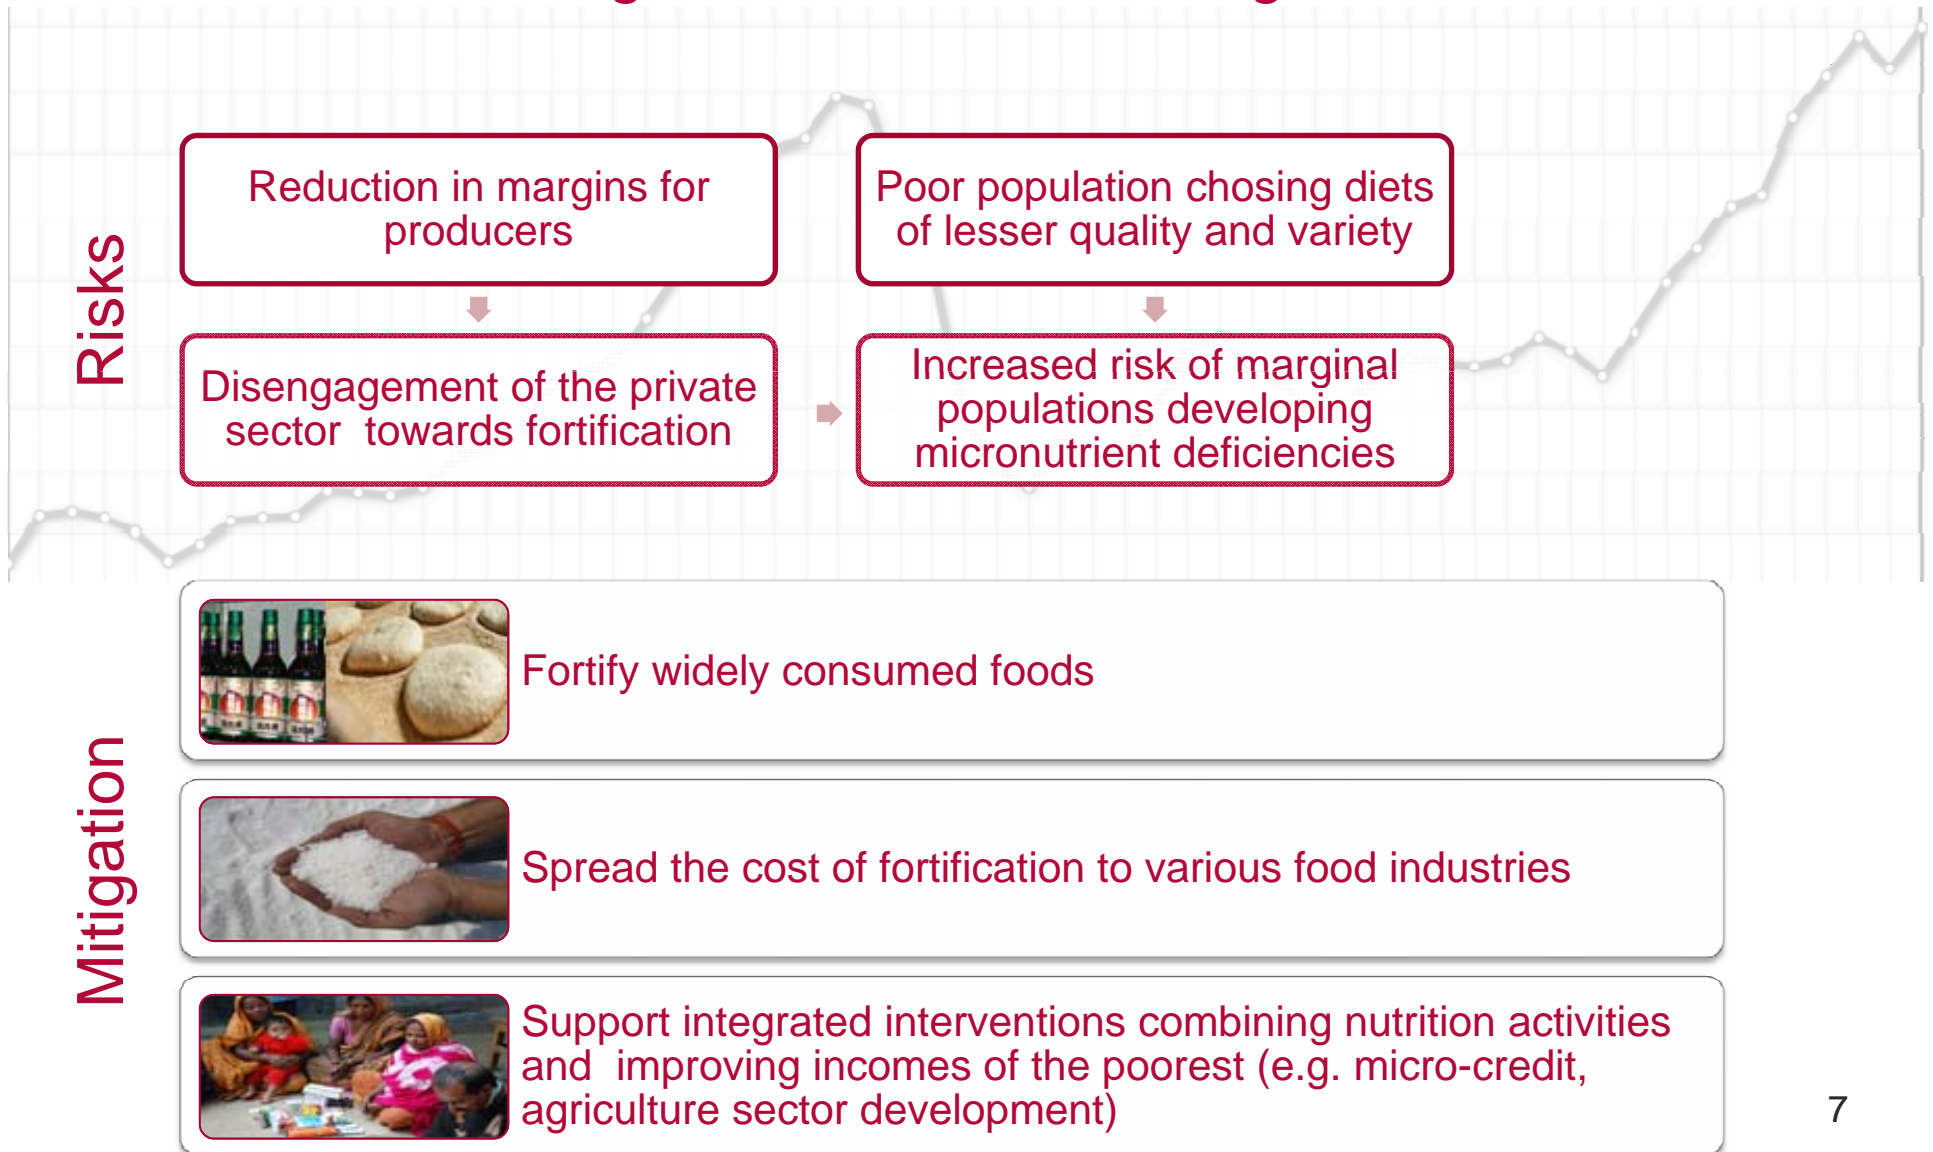 Risks
Reduction in margins for
producers
Poor population chosing diets
of lesser quality and variety
Disengagement of the private
sector  towards fortification
Increased risk of marginal
populations developing
micronutrient deficiencies
Mitigation
Fortify widely consumed foods
Spread the cost of fortification to various food industries
Support integrated interventions combining nutrition activities
and  improving incomes of the poorest (e.g. micro-credit,
agriculture sector development)
7